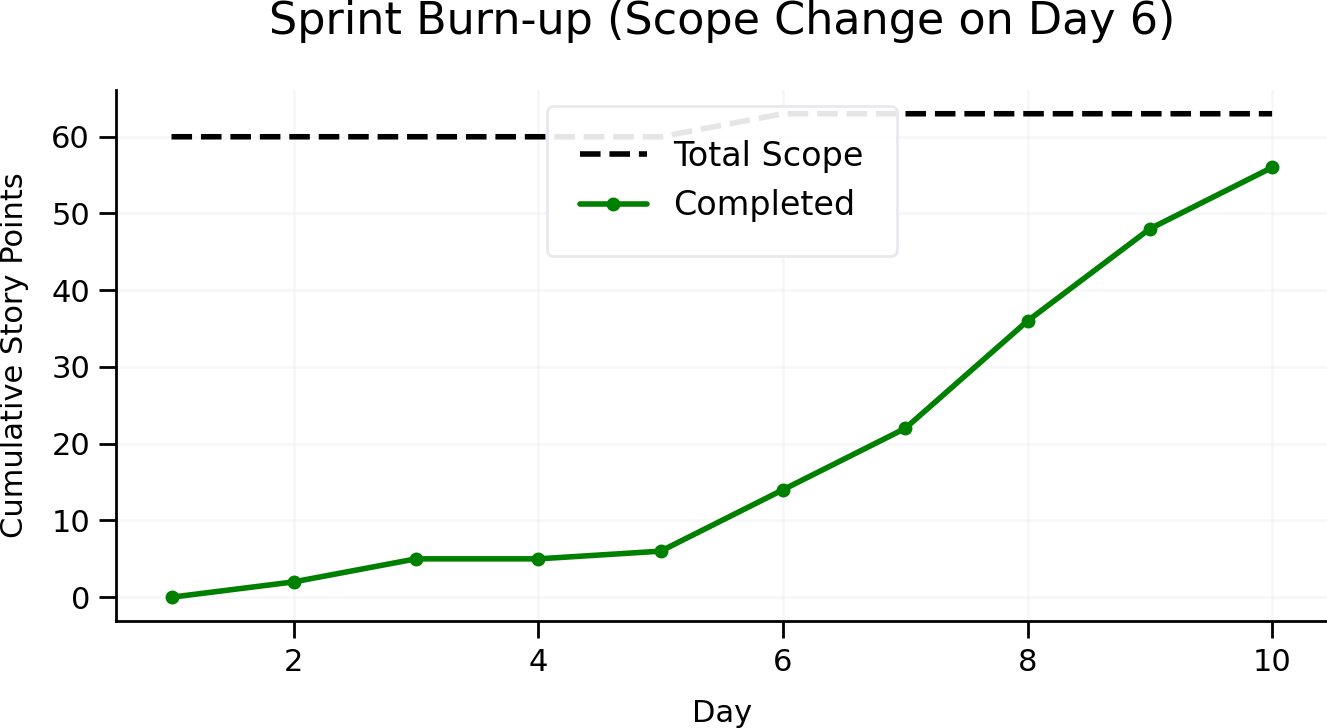 Sprint Burn-up (Scope Change on Day 6)
Cumulative Story Points
60
50
40
30
20
10
0
Total Scope
Completed
2
4
6
8
10
Day